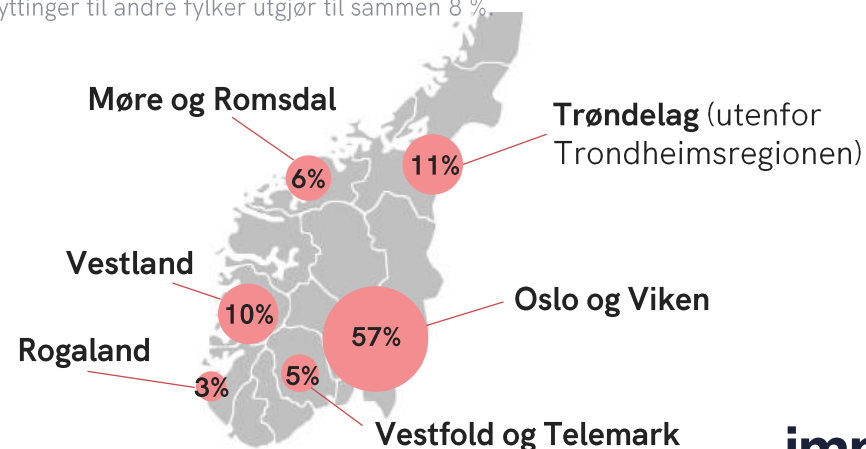 til andre fylker utgjør til sammen 8 %.
Møre og Romsdal
6%
Trøndelag (utenfor
Trondheimsregionen)
11%
Vestland
10%
Oslo og Viken
57%
Rogaland
3%
5%
Vestfold og Telemark